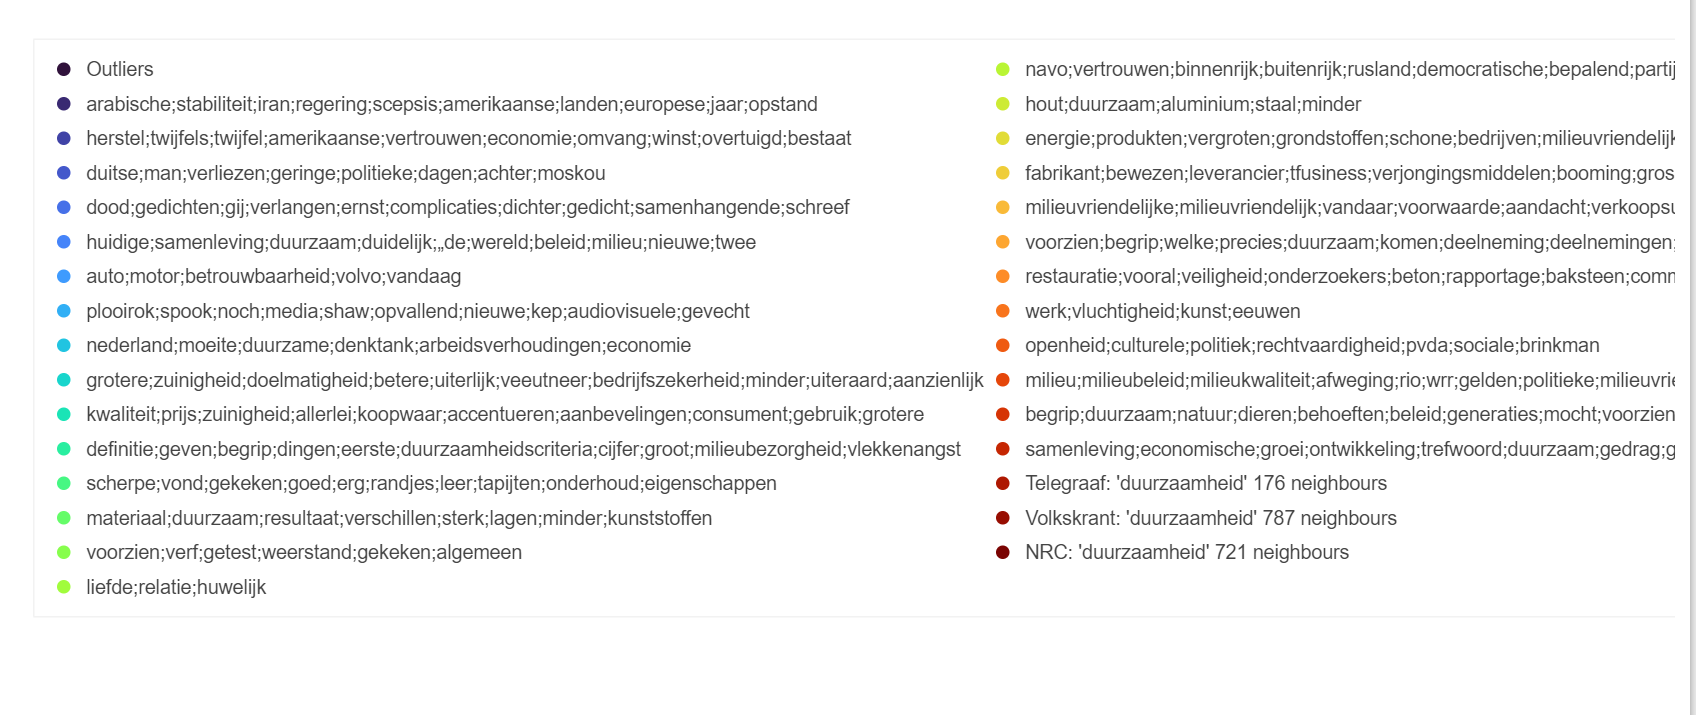 Outliers
arabische;stabiliteit;iran;regering;scepsis;amerikaanse;landen;europese;jaar;opstand
herstel;twijfels;twijfel;amerikaanse;vertrouwen;economie;omvang;winst;overtuigd;bestaat
duitse;man;verliezen;geringe;politieke;dagen;achter;moskou
dood;gedichten;gij;verlangen;ernst;complicaties;dichter;gedicht;samenhangende;schreef
huidige;samenleving;duurzaam;duidelijk;„de;wereld;beleid;milieu;nieuwe;twee
auto;motor;betrouwbaarheid;volvo;vandaag
plooirok;spook;noch;media;shaw;opvallend;nieuwe;kep;audiovisuele;gevecht
nederland;moeite;duurzame;denktank;arbeidsverhoudingen;economie
grotere;zuinigheid;doelmatigheid;betere;uiterlijk;veeutneer;bedrijfszekerheid;minder;uiteraard;aanzienlijk
kwaliteit;prijs;zuinigheid;allerlei;koopwaar;accentueren;aanbevelingen;consument;gebruik;grotere
definitie;geven;begrip;dingen;eerste;duurzaamheidscriteria;cijfer;groot;milieubezorgheid;vlekkenangst
scherpe;vond;gekeken;goed;erg;randjes;leer;tapijten;onderhoud;eigenschappen
materiaal;duurzaam;resultaat;verschillen;sterk;lagen;minder;kunststoffen
voorzien;verf;getest;weerstand;gekeken;algemeen
liefde;relatie;huwelijk
navo;vertrouwen;binnenrijk;buitenrijk;rusland;democratische;bepalend;partij
hout;duurzaam;aluminium;staal;minder
energie;produkten;vergroten;grondstoffen;schone;bedrijven;milieuvriendelijk
fabrikant;bewezen;leverancier;tfusiness;verjongingsmiddelen;booming;gros
milieuvriendelijke;milieuvriendelijk;vandaar;voorwaarde;aandacht;verkoopsu
voorzien;begrip;welke;precies;duurzaam;komen;deelneming;deelnemingen;
restauratie;vooral;veiligheid;onderzoekers;beton;rapportage;baksteen;comm
werk;vluchtigheid;kunst;eeuwen
openheid;culturele;politiek;rechtvaardigheid;pvda;sociale;brinkman
milieu;milieubeleid;milieukwaliteit;afweging;rio;wrr;gelden;politieke;milieuvrie
begrip;duurzaam;natuur;dieren;behoeften;beleid;generaties;mocht;voorzien
samenleving;economische;groei;ontwikkeling;trefwoord;duurzaam;gedrag;g
Telegraaf: 'duurzaamheid' 176 neighbours
Volkskrant: 'duurzaamheid' 787 neighbours
NRC: 'duurzaamheid' 721 neighbours